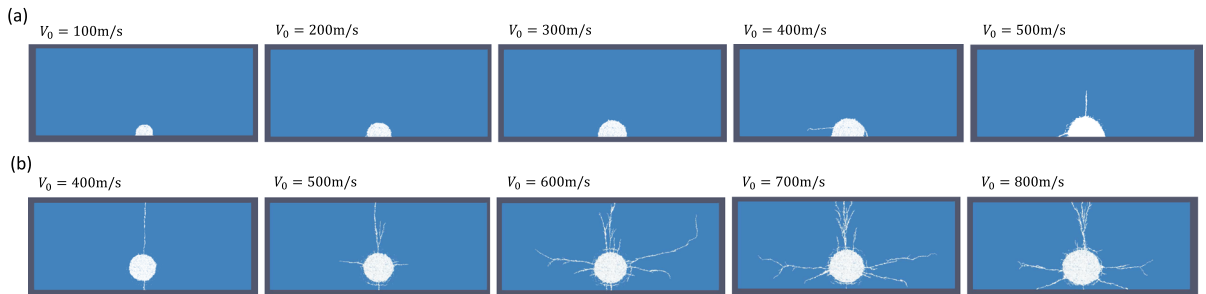 (a)
V₀ = 100m/s
V₀ = 200m/s
V₀ = 300m/s
V₀ = 400m/s
V₀ = 500m/s
(b)
V₀ = 400m/s
V₀ = 500m/s
V₀ = 600m/s
V₀ = 700m/s
V₀ = 800m/s